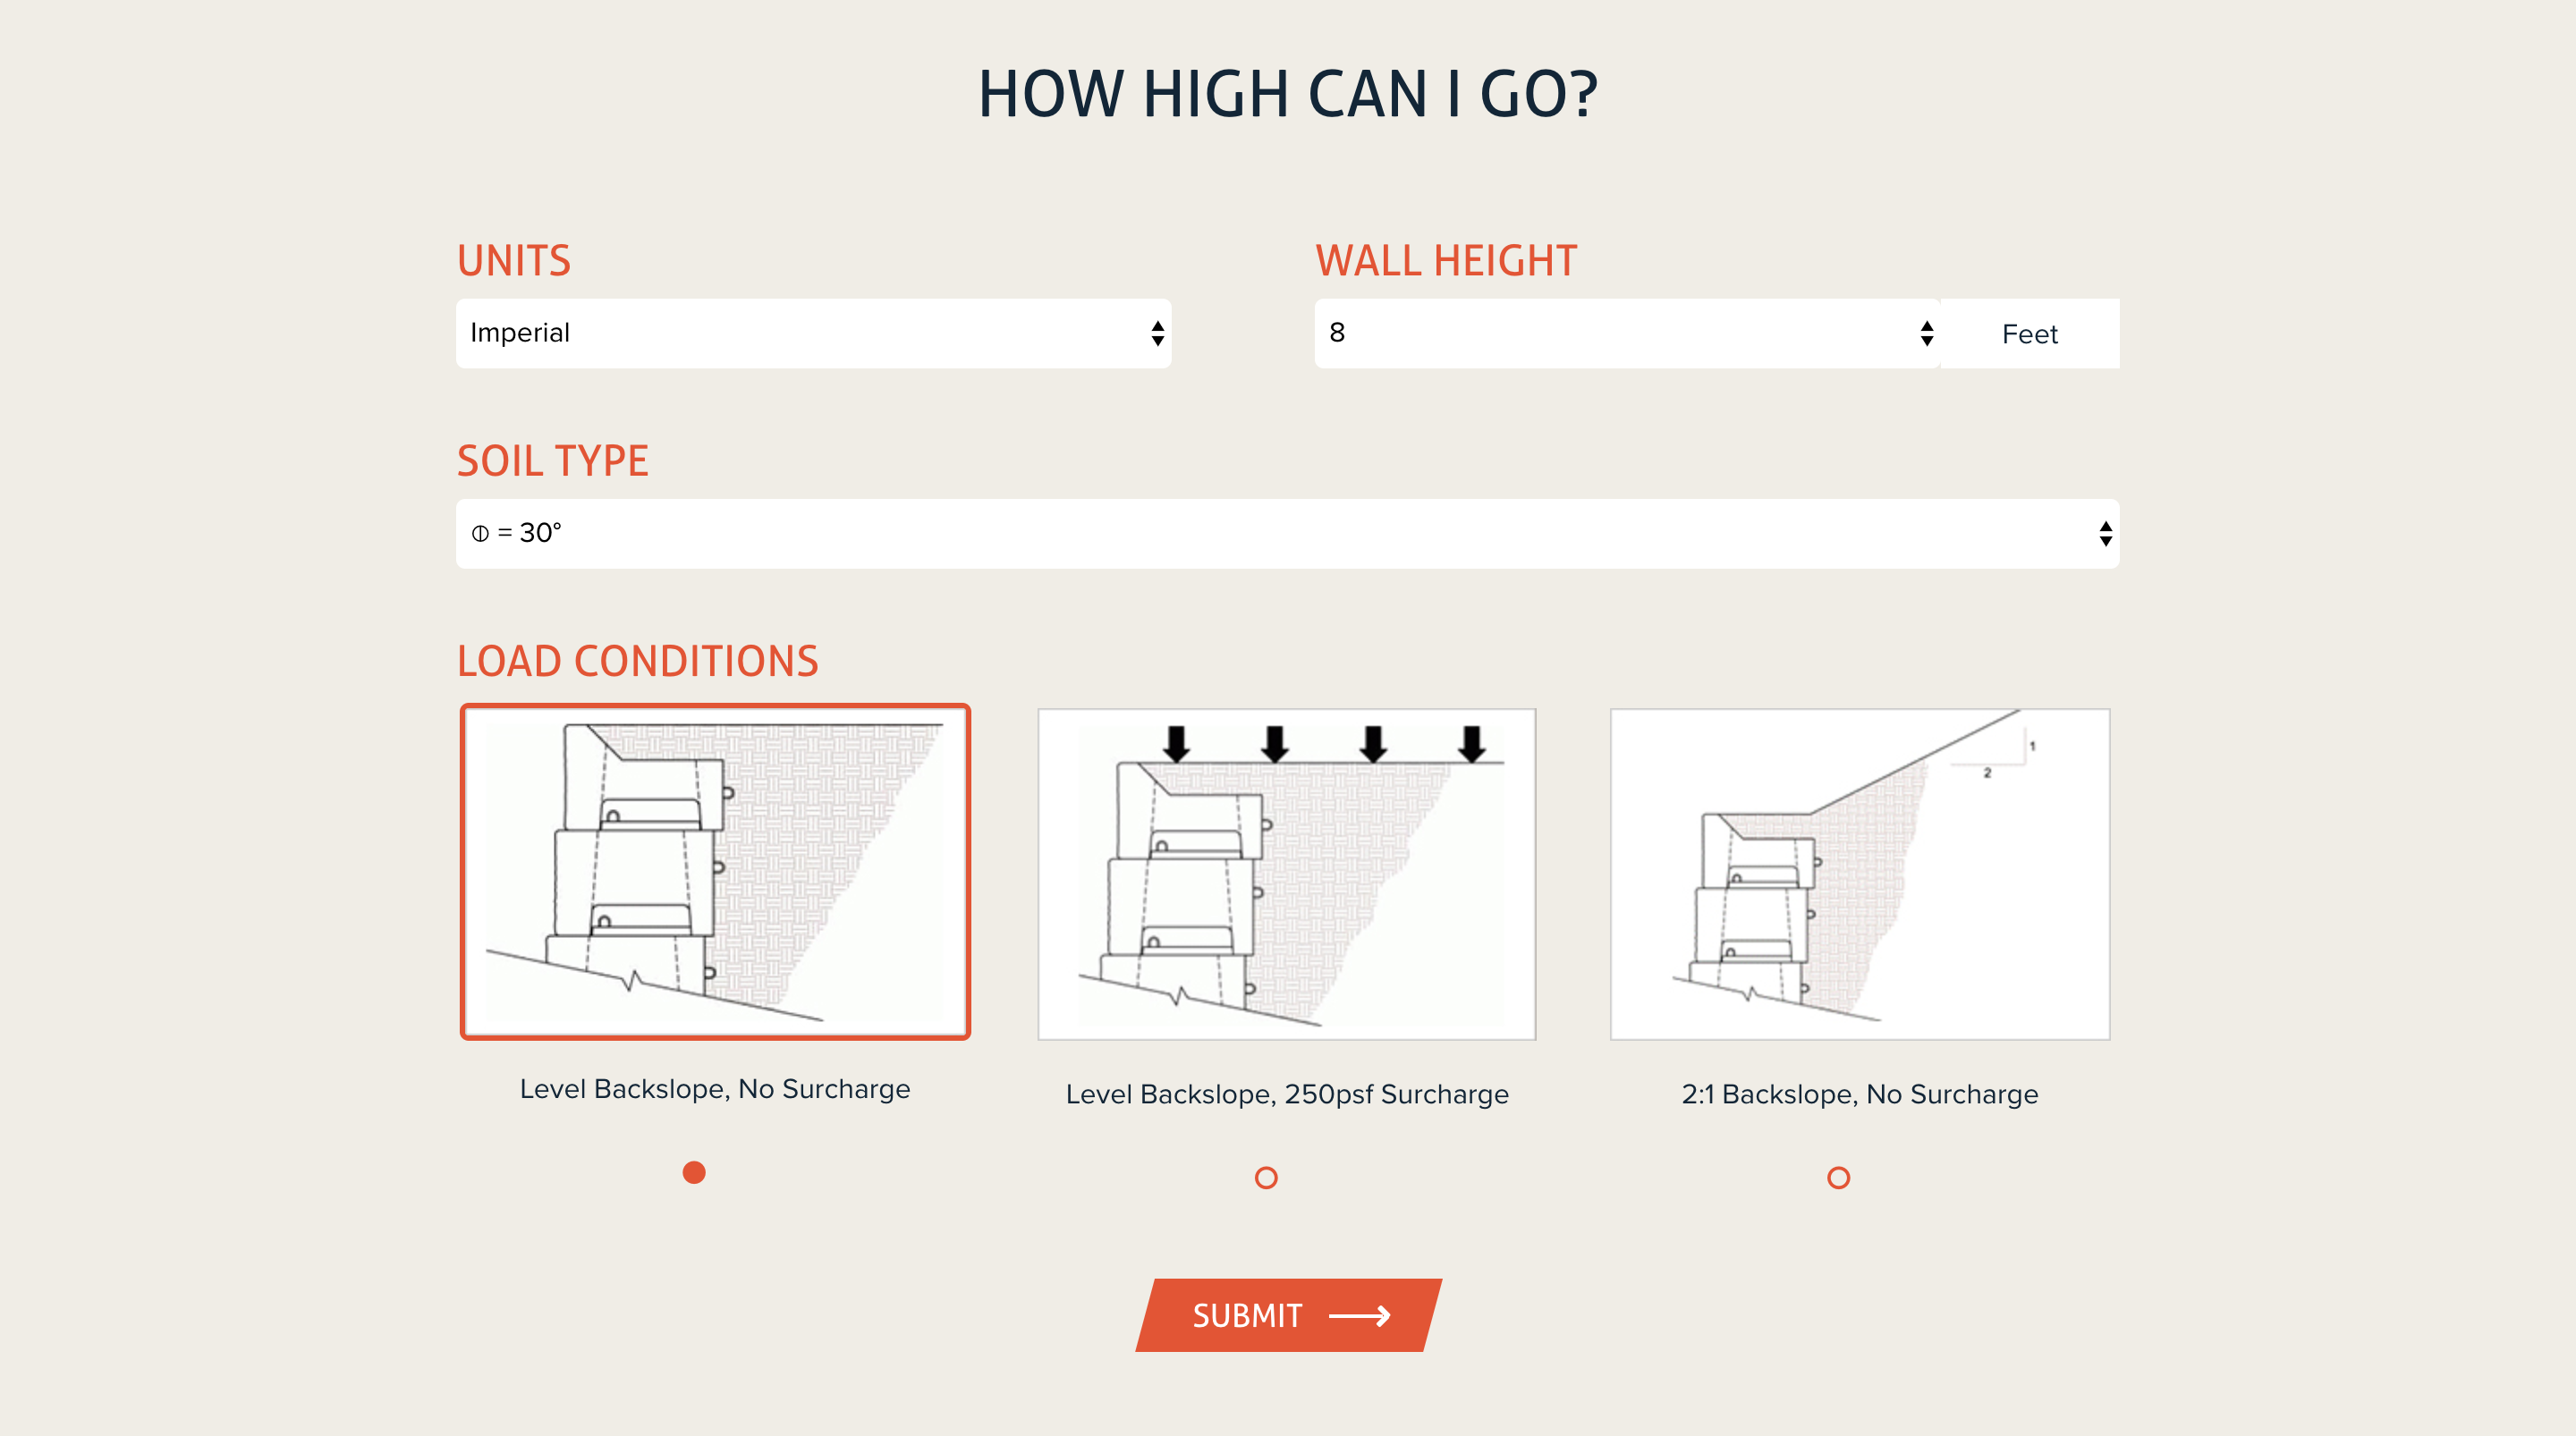 HOW HIGH CAN I GO?
UNITS
WALL HEIGHT
Imperial
8
Feet
SOIL TYPE
⏀ = 30°
LOAD CONDITIONS
1
2
Level Backslope, No Surcharge
Level Backslope, 250psf Surcharge
2:1 Backslope, No Surcharge
SUBMIT